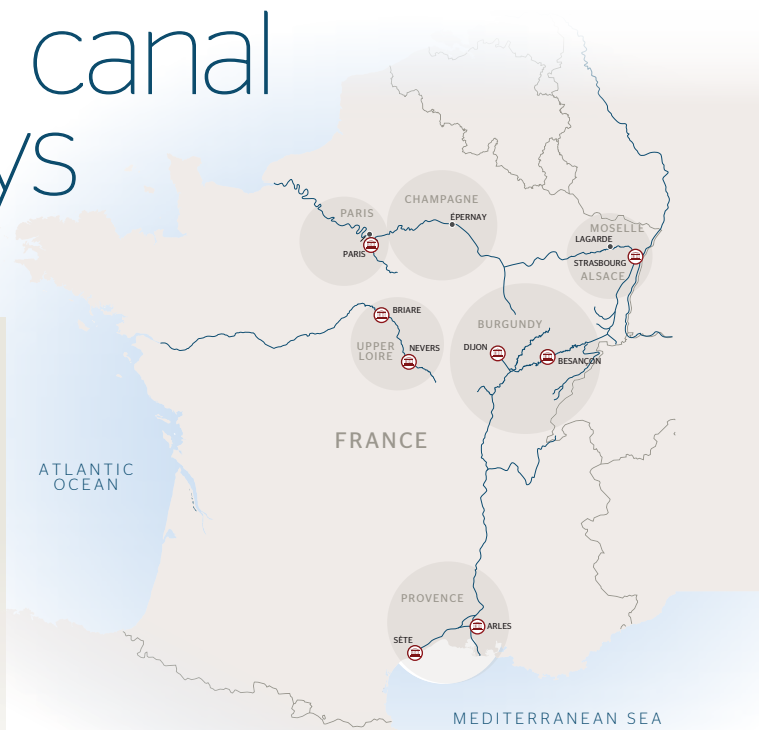 canal
ys
CHAMPAGNE
PARIS
ÉPERNAY
MOSELLE
LAGARDE
PARIS
STRASBOURG
ALSACE
BRIARE
BURGUNDY
UPPER
LOIRE
NEVERS
DIJON
BESANÇON
FRANCE
ATLANTIC
OCEAN
PROVENCE
ARLES
SÈTE
MEDITERRANEAN SEA